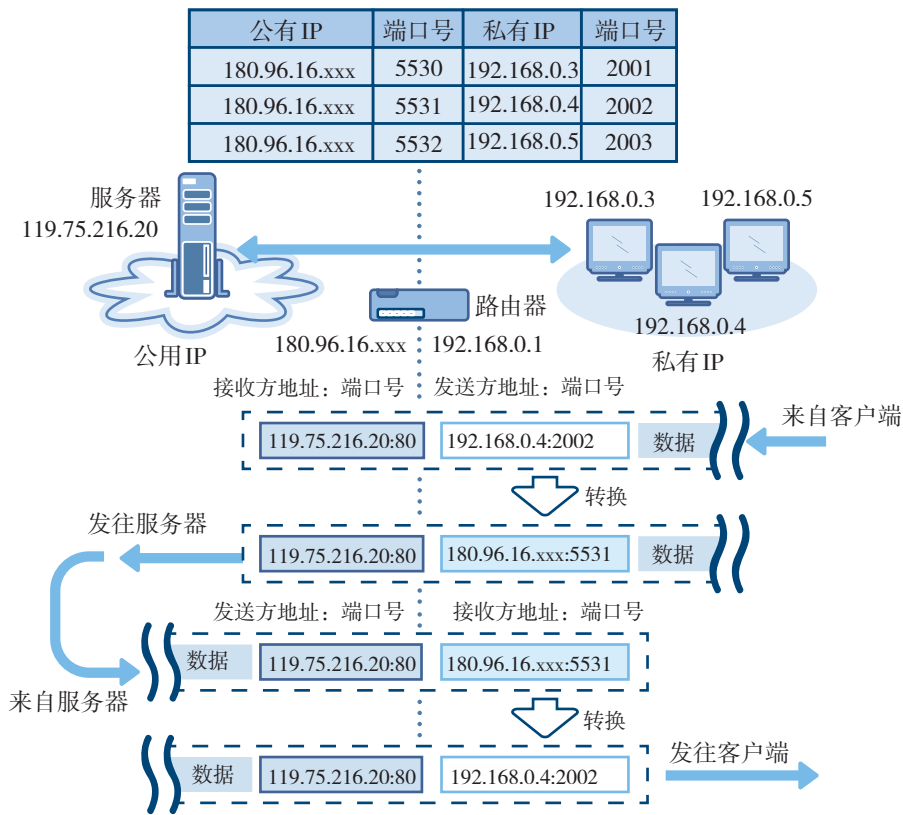 公有IP 端口号 私有IP 端口号
180.96.16.xxx 5530 192.168.0.3 2001
180.96.16.xxx 5531 192.168.0.4 2002
180.96.16.xxx 5532 192.168.0.5 2003
服务器
119.75.216.20
192.168.0.3
192.168.0.5
192.168.0.4
路由器
公用IP
180.96.16.xxx
192.168.0.1
私有IP
接收方地址：端口号 发送方地址：端口号
来自客户端
119.75.216.20:80 192.168.0.4:2002 数据
转换
发往服务器
119.75.216.20:80 180.96.16.xxx:5531 数据
发送方地址：端口号 接收方地址：端口号
数据 119.75.216.20:80 180.96.16.xxx:5531
来自服务器
转换
数据 119.75.216.20:80 192.168.0.4:2002
发往客户端